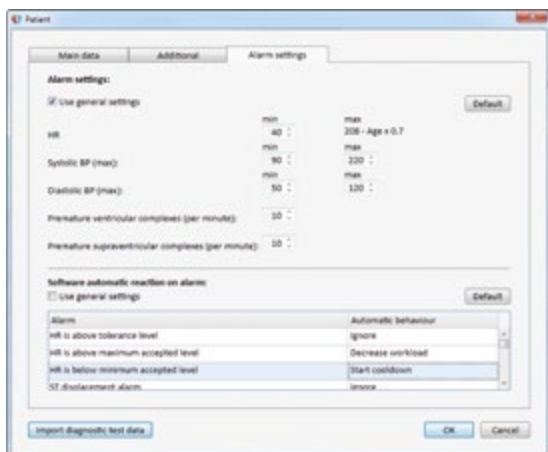 Patient
Main data Additional Alarm settings
Alarm settings:
Use general settings Default
min max
HR 40 208 - Age x 0.7
min max
Systolic BP (max): 90 220
min max
Diastolic BP (max): 50 120
Premature ventricular complexes (per minute): 10
Premature supraventricular complexes (per minute): 10
Software automatic reaction on alarm:
Use general settings Default
Alarm Automatic behaviour
HR is above tolerance level Ignore
HR is above maximum accepted level Decrease workload
HR is below minimum accepted level Start cooldown
ST displacement alarm Ignore
Import diagnostic test data OK Cancel